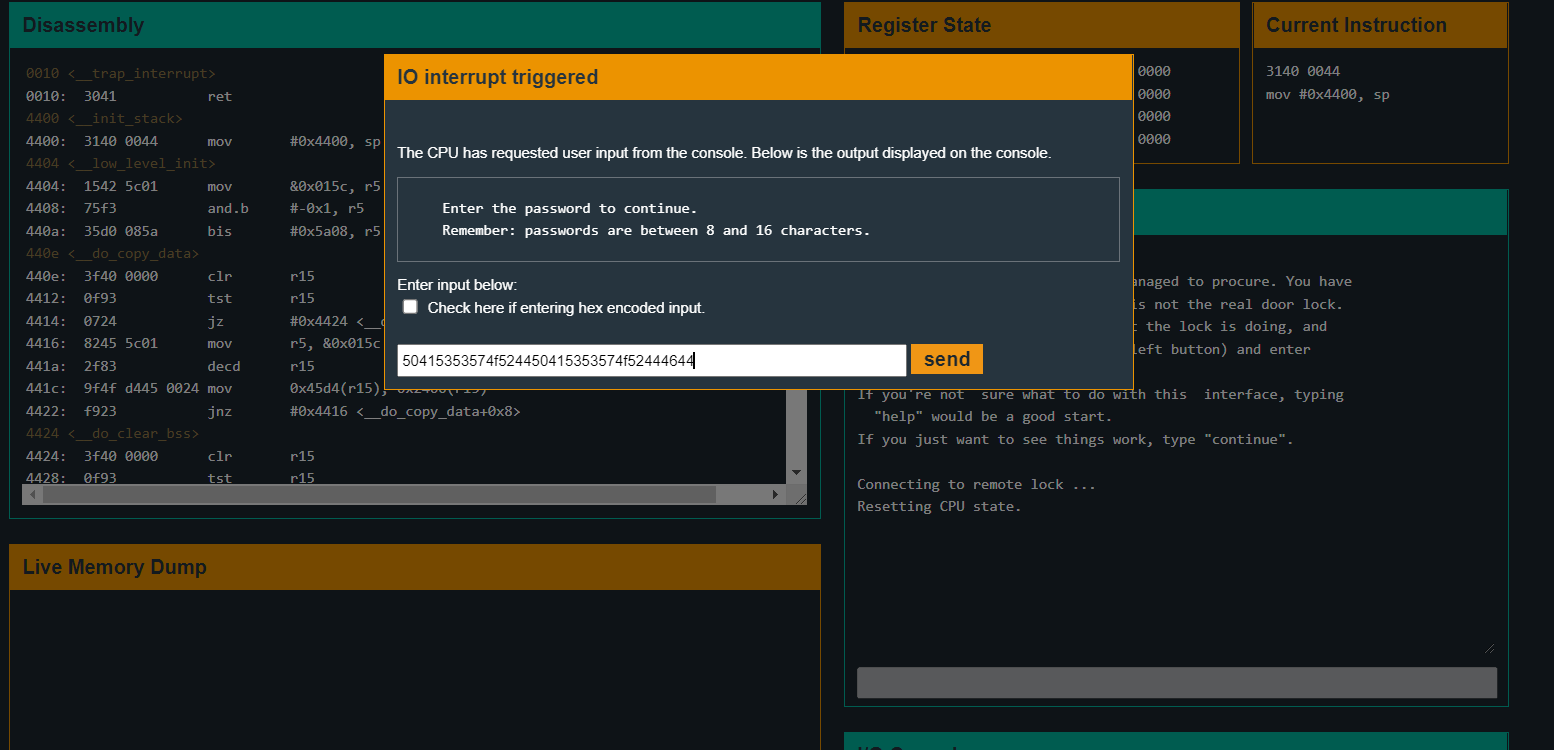 Disassembly
0010 <__trap_interrupt>
0010: 3041 ret
4400 <__init_stack>
4400: 3140 0044 mov #0x4400, sp
4404 <__low_level_init>
4404: 1542 5c01 mov &0x015c, r5
4408: 75f3 and.b #-0x1, r5
440a: 35d0 085a bis #0x5a08, r5
440e <__do_copy_data>
440e: 3f40 0000 clr r15
4412: 0f93 tst r15
4414: 0724 jz #0x4424 <__
4416: 8245 5c01 mov r5, &0x015c
441a: 2f83 decd r15
441c: 9f4f d445 0024 mov 0x45d4(r15), 0x2400(r15)
4422: f923 jnz #0x4416 <__do_copy_data+0x8>
4424 <__do_clear_bss>
4424: 3f40 0000 clr r15
4428: 0f93 tst r15
Live Memory Dump
IO interrupt triggered
The CPU has requested user input from the console. Below is the output displayed on the console.
Enter the password to continue.
Remember: passwords are between 8 and 16 characters.
Enter input below:
Check here if entering hex encoded input.
50415353574f524450415353574f52444644
send
Register State
0000
0000
0000
0000
Current Instruction
3140 0044
mov #0x4400, sp
anaged to procure. You have
is not the real door lock.
t the lock is doing, and
left button) and enter
If you're not sure what to do with this interface, typing
"help" would be a good start.
If you just want to see things work, type "continue".
Connecting to remote lock ...
Resetting CPU state.